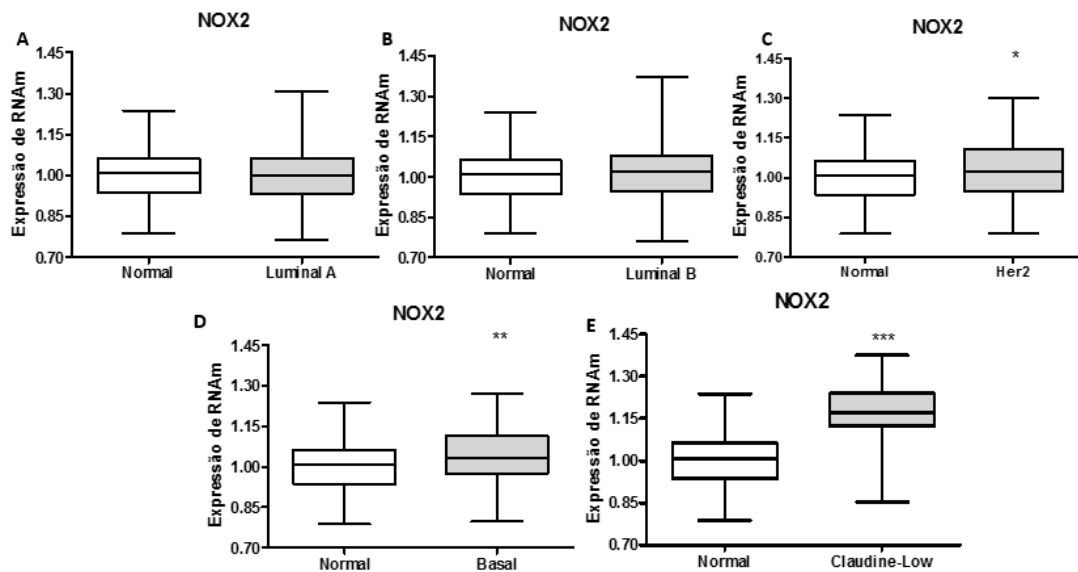 A
NOX2
Expressão de RNAm
1.45
1.30
1.15
1.00
0.85
0.70
Normal
Luminal A
B
NOX2
Expressão de RNAm
1.45
1.30
1.15
1.00
0.85
0.70
Normal
Luminal B
C
NOX2
*
Expressão de RNAm
1.45
1.30
1.15
1.00
0.85
0.70
Normal
Her2
D
NOX2
**
Expressão de RNAm
1.45
1.30
1.15
1.00
0.85
0.70
Normal
Basal
E
NOX2
***
Expressão de RNAm
1.45
1.30
1.15
1.00
0.85
0.70
Normal
Claudine-Low